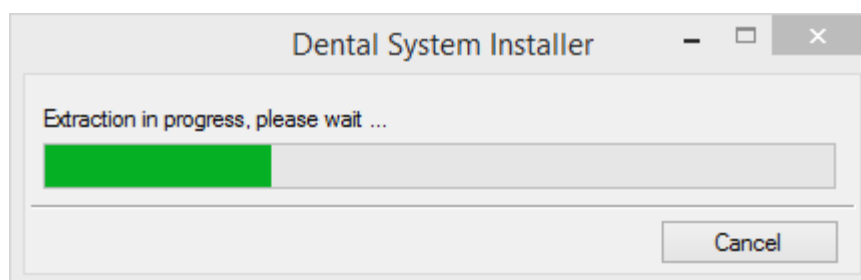 Dental System Installer
Extraction in progress, please wait ...
Cancel